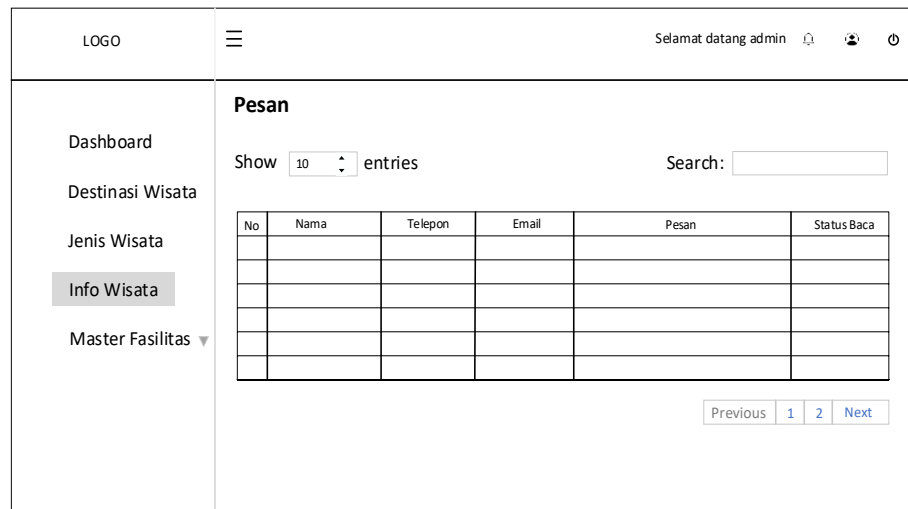 LOGO
Selamat datang admin
Pesan
Dashboard
Destinasi Wisata
Jenis Wisata
Info Wisata
Master Fasilitas
Show 10 entries
Search:
No Nama Telepon Email Pesan Status Baca
Previous 1 2 Next